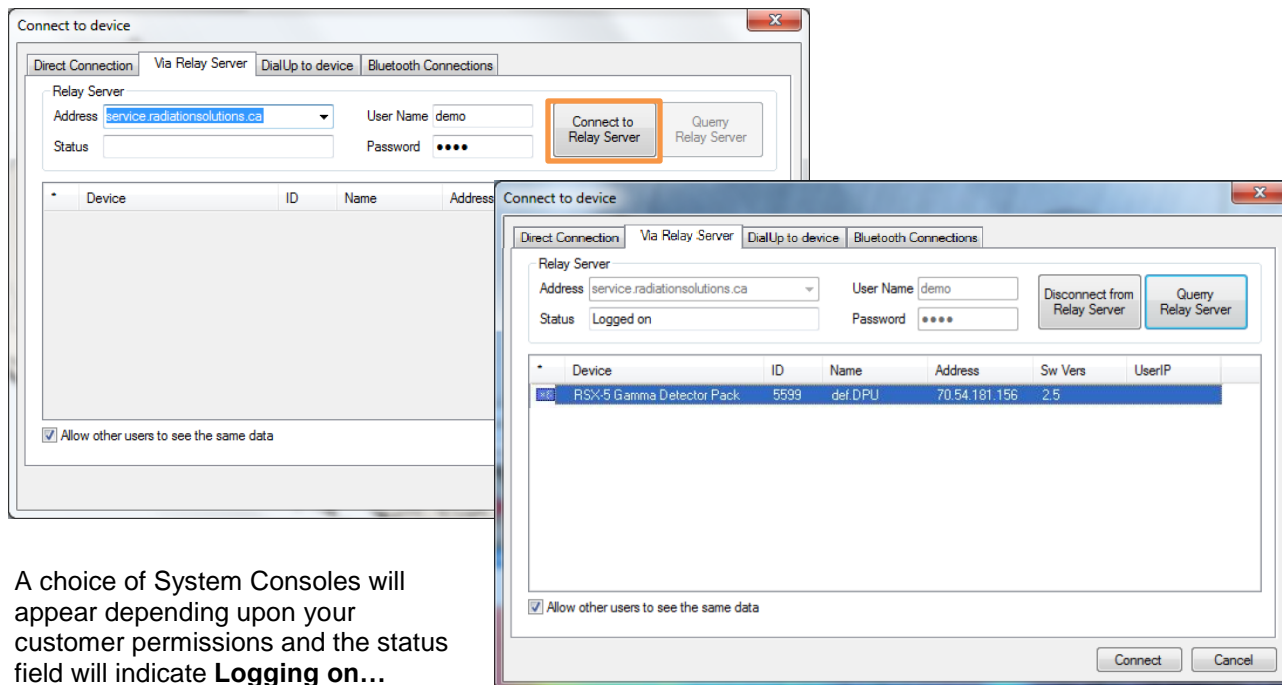 Connect to device
Direct Connection Via Relay Server DialUp to device Bluetooth Connections
Relay Server
Address service.radiationsolutions.ca User Name demo Connect to Relay Server Querry Relay Server
Status Password ●●●●
* Device ID Name Address
Allow other users to see the same data
Connect to device
Direct Connection Via Relay Server DialUp to device Bluetooth Connections
Relay Server
Address service.radiationsolutions.ca User Name demo Disconnect from Relay Server Querry Relay Server
Status Logged on Password ●●●●
* Device ID Name Address Sw Vers UserIP
RSX-5 Gamma Detector Pack 5599 def.DPU 70.54.181.156 2.5
Allow other users to see the same data
Connect Cancel
A choice of System Consoles will
appear depending upon your
customer permissions and the status
field will indicate Logging on…